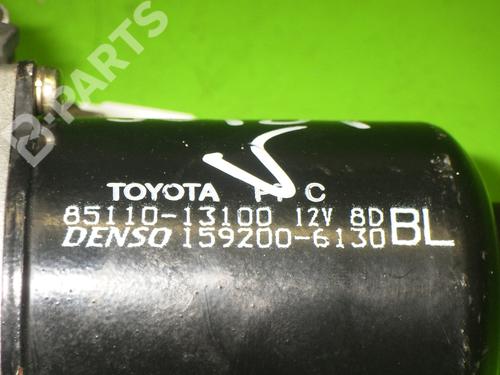 B-PARTS
V
TOYOTA C
85110-13100 12V 8D
DENSO 159200-6130 BL